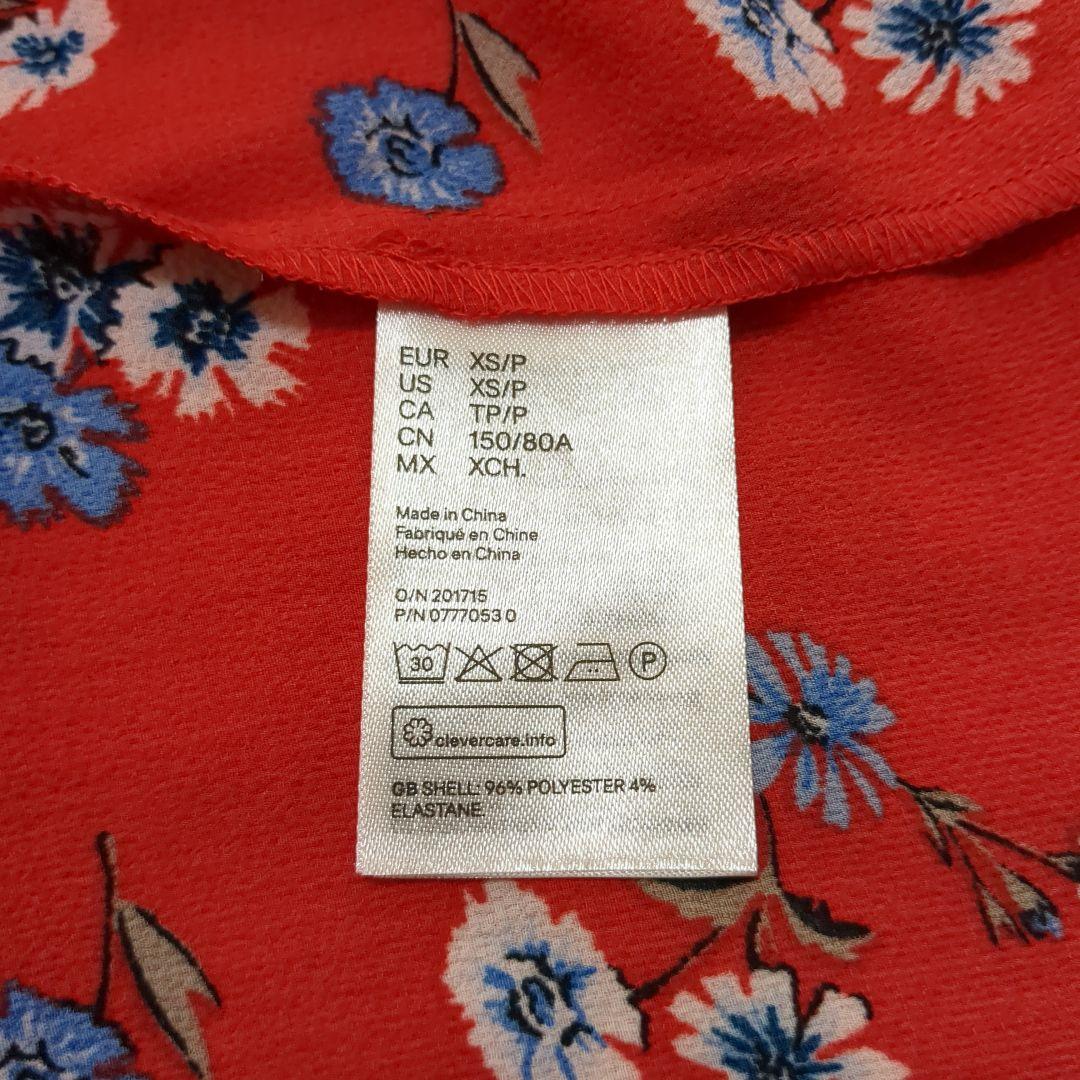 EUR XS/P
US XS/P
CA TP/P
CN 150/80A
MX XCH.
Made in China
Fabriqué en Chine
Hecho en China
O/N 201715
P/N 0777053 0
30 P
clevercare.info
GB SHELL: 96% POLYESTER 4%
ELASTANE.